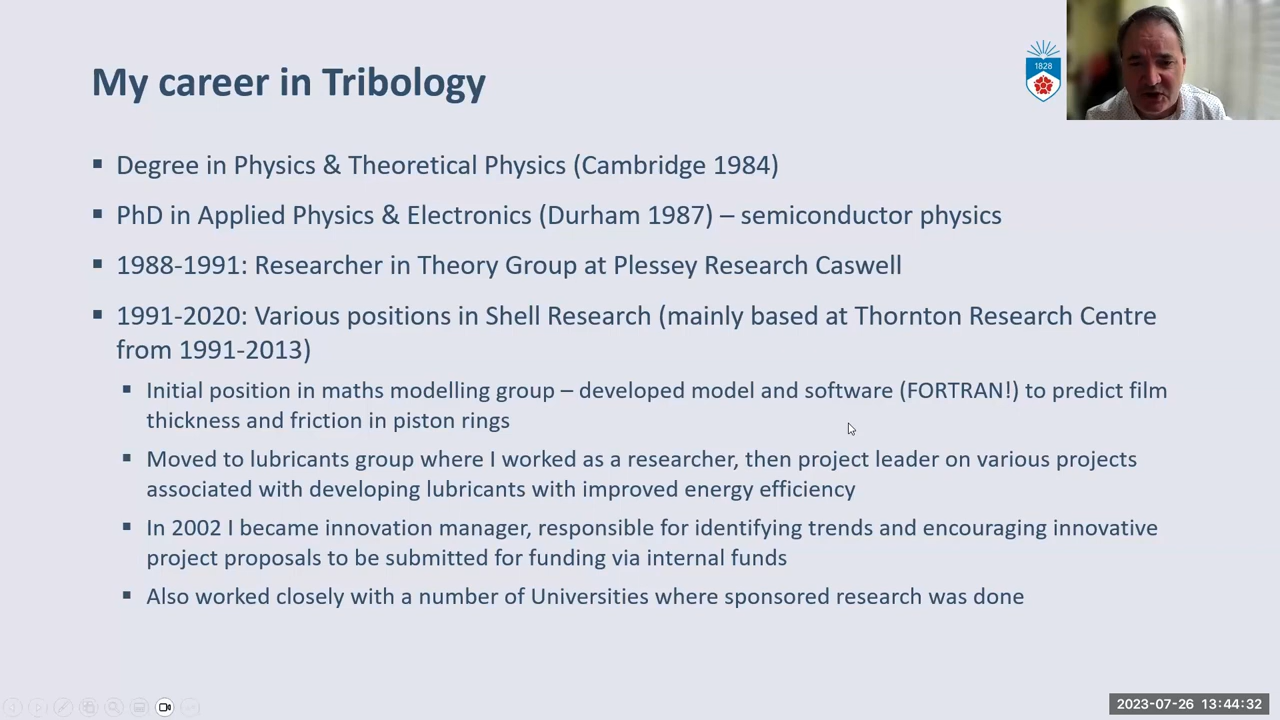 My career in Tribology
1828
▪ Degree in Physics & Theoretical Physics (Cambridge 1984)
▪ PhD in Applied Physics & Electronics (Durham 1987) – semiconductor physics
▪ 1988-1991: Researcher in Theory Group at Plessey Research Caswell
▪ 1991-2020: Various positions in Shell Research (mainly based at Thornton Research Centre
from 1991-2013)
▪ Initial position in maths modelling group – developed model and software (FORTRAN!) to predict film
thickness and friction in piston rings
▪ Moved to lubricants group where I worked as a researcher, then project leader on various projects
associated with developing lubricants with improved energy efficiency
▪ In 2002 I became innovation manager, responsible for identifying trends and encouraging innovative
project proposals to be submitted for funding via internal funds
▪ Also worked closely with a number of Universities where sponsored research was done
2023-07-26 13:44:32